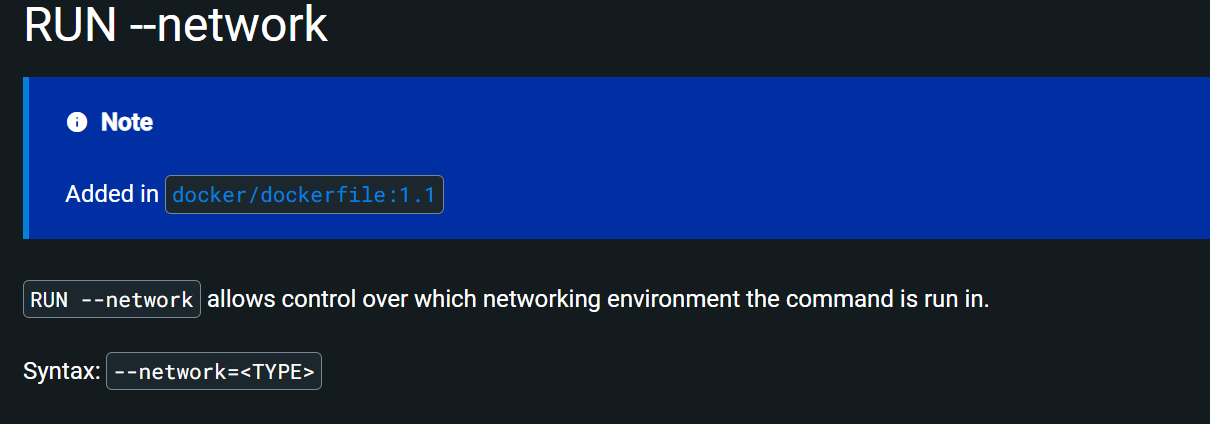 RUN --network
Note
Added in docker/dockerfile:1.1
RUN --network allows control over which networking environment the command is run in.
Syntax: --network=<TYPE>